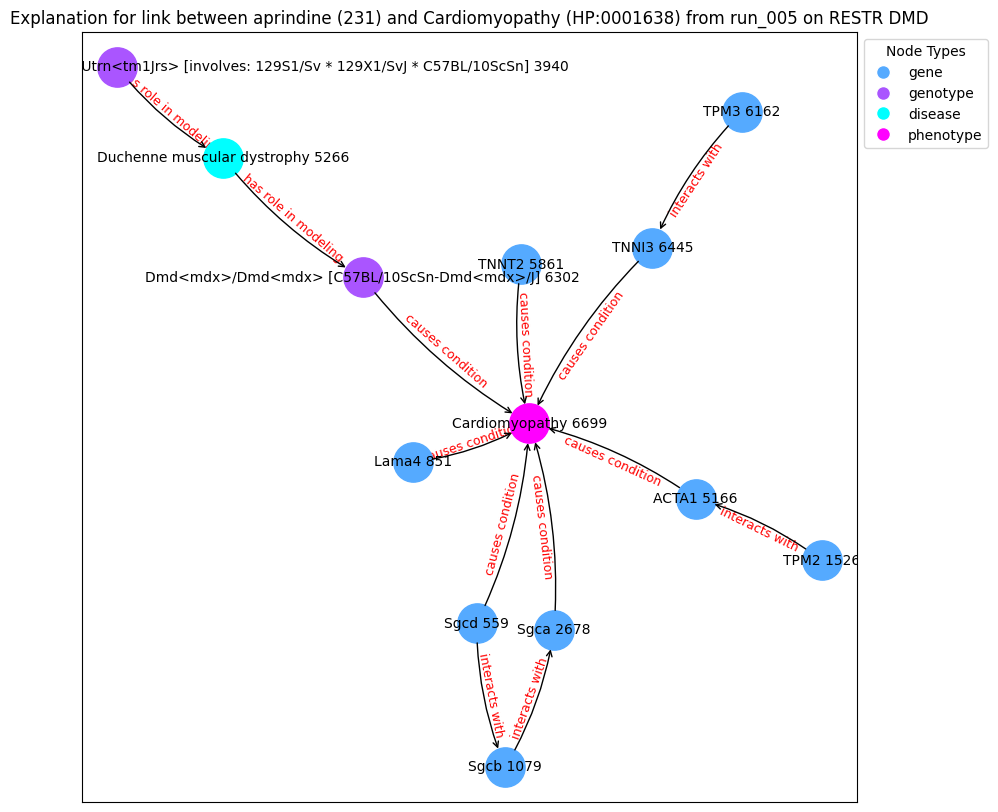 Explanation for link between aprindine (231) and Cardiomyopathy (HP:0001638) from run_005 on RESTR DMD
Node Types
gene
genotype
disease
phenotype
Utrn<tm1Jrs> [involves: 129S1/Sv * 129X1/SvJ * C57BL/10ScSn] 3940
s role in modeli
TPM3 6162
Duchenne muscular dystrophy 5266
interacts with
has role in modeling
TNNI3 6445
TNNT2 5861
Dmd<mdx>/Dmd<mdx> [C57BL/10ScSn-Dmd<mdx>/J] 6302
causes condition
causes condition
causes condition
Cardiomyopathy 6699
causes condition
Lama4 851
causes condition
ACTA1 5166
interacts with
TPM2 1526
causes condition
causes condition
Sgcd 559
Sgca 2678
interacts with
interacts with
Sgcb 1079